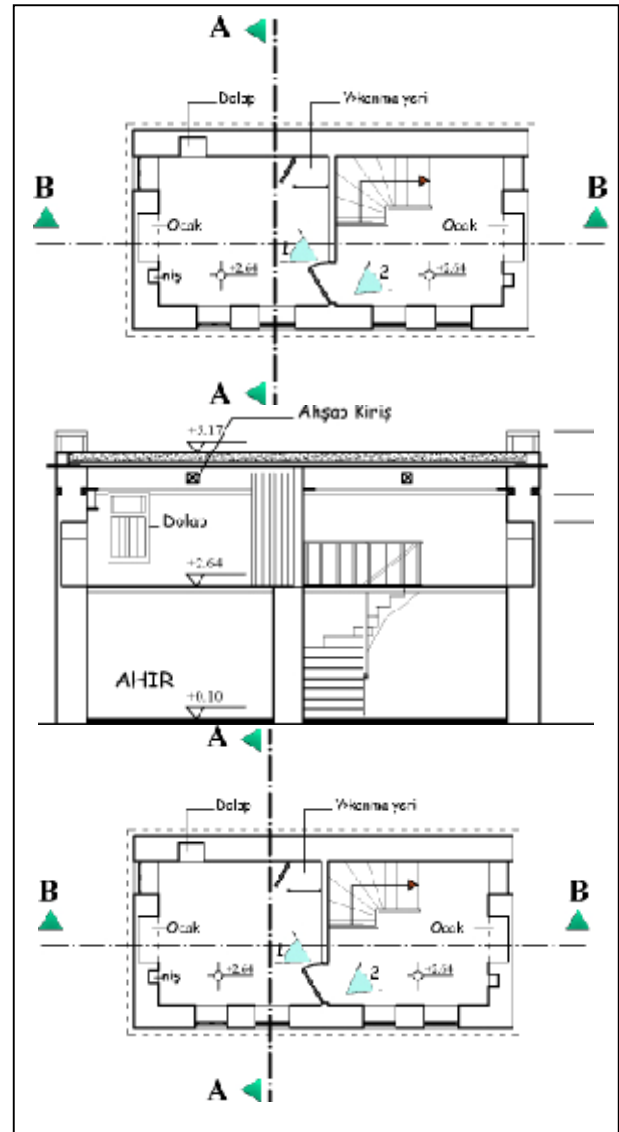 A
Dolap
Yıkanma yeri
B
B
Ocak
Ocak
1
niş
+2.64
2
+2.64
A
Ahşap Kiriş
+5.17
Dolap
+2.64
AHIR
+0.10
A
Dolap
Yıkanma yeri
B
B
Ocak
Ocak
1
niş
+2.64
2
+2.64
A